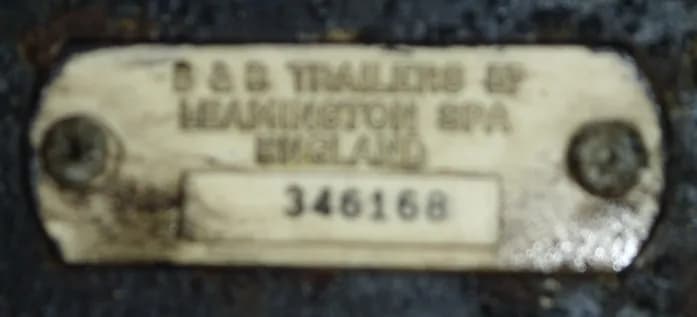 B & B TRAILERS
LEAMINGTON SPA
ENGLAND
346168